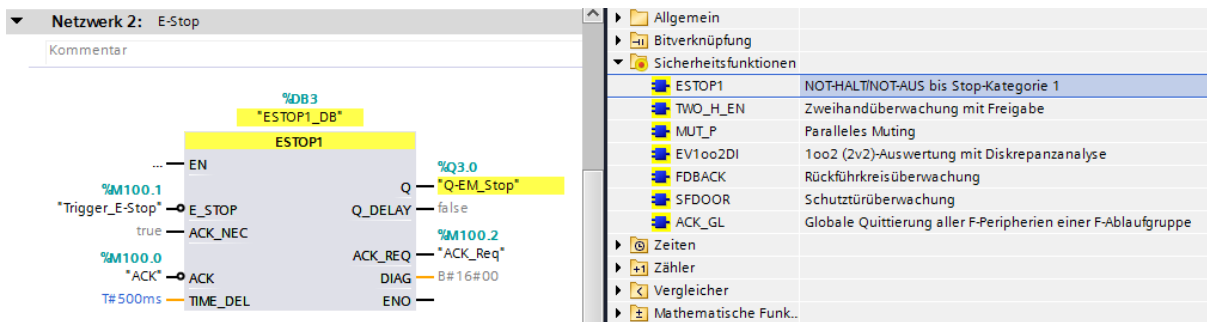 Netzwerk 2: E-Stop
Kommentar
%DB3
"ESTOP1_DB"
ESTOP1
... EN
%Q3.0
Q "Q-EM_Stop"
%M100.1
"Trigger_E-Stop" E_STOP
Q_DELAY false
true ACK_NEC
%M100.2
ACK_REQ "ACK_Req"
%M100.0
"ACK" ACK
DIAG B#16#00
T#500ms TIME_DEL
ENO
Allgemein
Bitverknüpfung
Sicherheitsfunktionen
ESTOP1 NOT-HALT/NOT-AUS bis Stop-Kategorie 1
TWO_H_EN Zweihandüberwachung mit Freigabe
MUT_P Paralleles Muting
EV1oo2DI 1oo2 (2v2)-Auswertung mit Diskrepanzanalyse
FDBACK Rückführkreisüberwachung
SFDOOR Schutztürüberwachung
ACK_GL Globale Quittierung aller F-Peripherien einer F-Ablaufgruppe
Zeiten
Zähler
Vergleicher
Mathematische Funk..